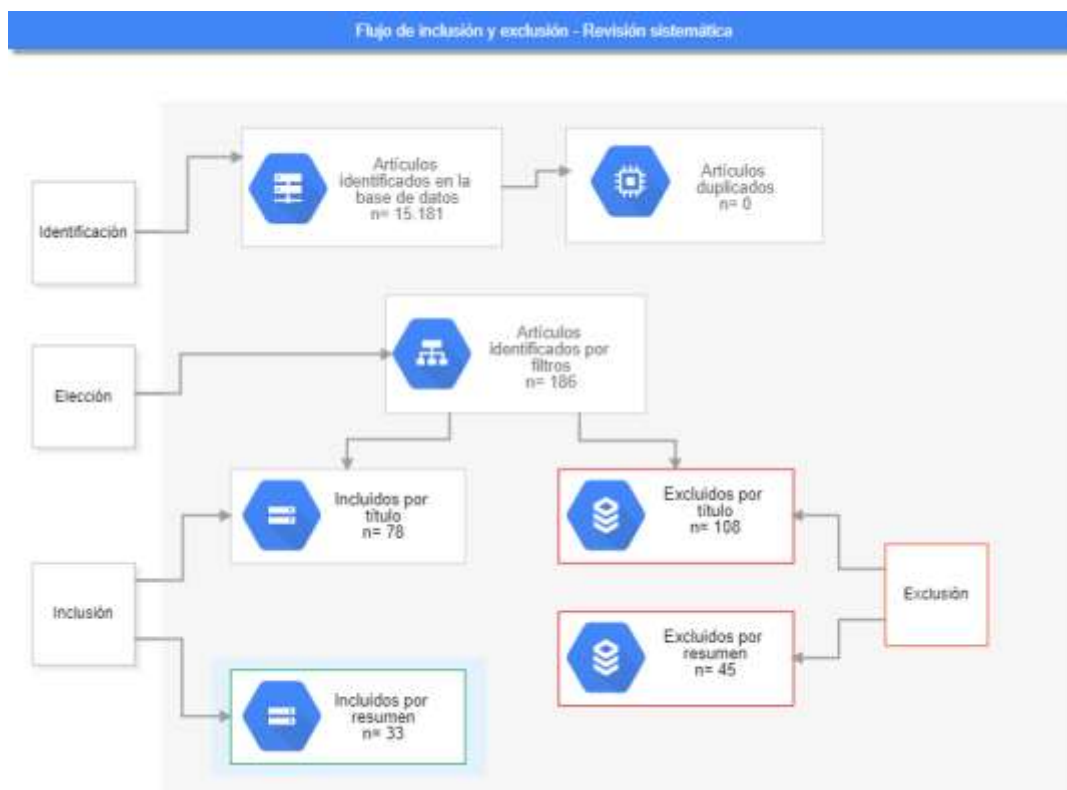 Flujo de inclusión y exclusión - Revisión sistemática
Identificación
Artículos
identificados en la
base de datos
n= 15.181
Artículos
duplicados
n= 0
Elección
Artículos
identificados por
filtros
n= 186
Inclusión
Incluidos por
título
n= 78
Excluidos por
título
n= 108
Exclusión
Excluidos por
resumen
n= 45
Incluidos por
resumen
n= 33